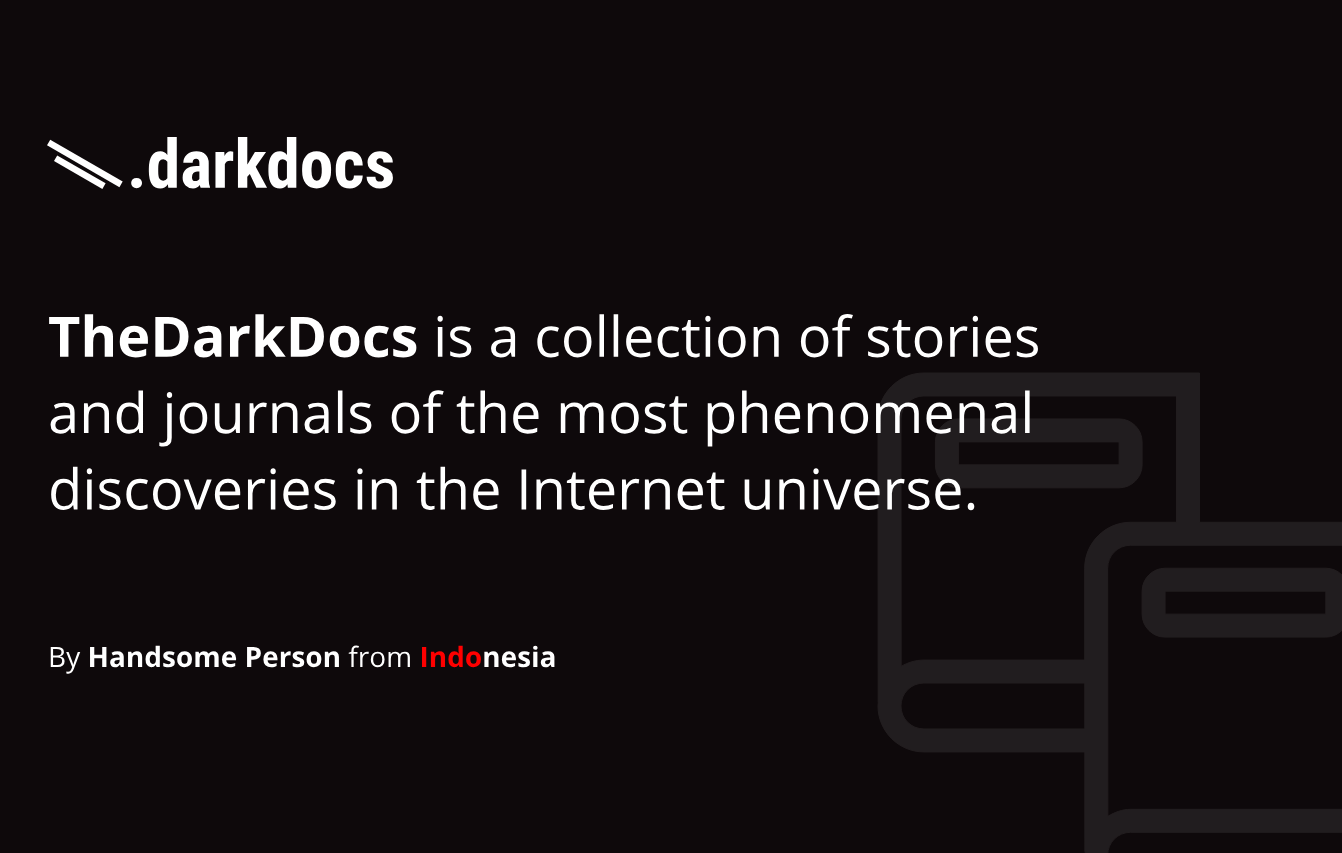 .darkdocs
TheDarkDocs is a collection of stories
and journals of the most phenomenal
discoveries in the Internet universe.
By Handsome Person from Indonesia